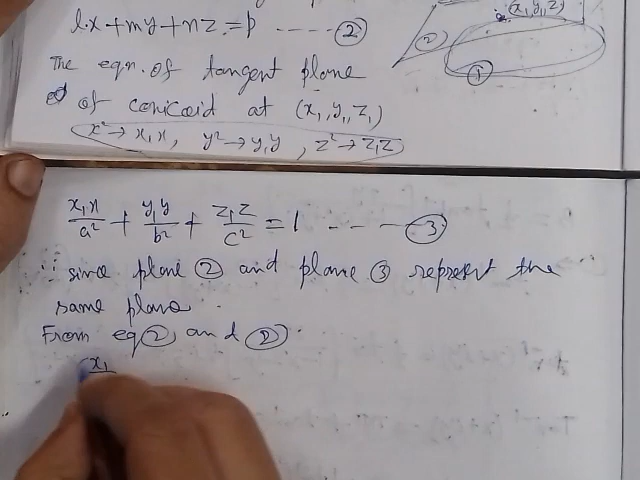 lx + my + nz = p ----- ②
(x₁, y₁, z₁)
②
①
The eqn. of tangent plane
of conicoid at (x₁, y₁, z₁)
x² → x₁x, y² → y₁y, z² → z₁z
x₁x/a² + y₁y/b² + z₁z/c² = 1 ---- ③
∵ since plane ② and plane ③ represent the
same plane.
From eq ② and ②.
x₁